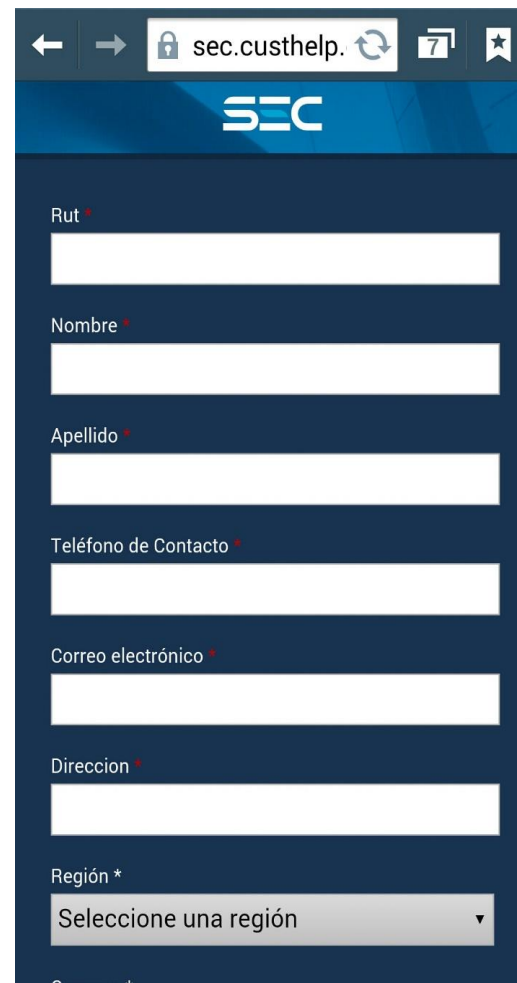 sec.custhelp.
7
SEC
Rut *
Nombre *
Apellido *
Teléfono de Contacto *
Correo electrónico *
Direccion *
Región *
Seleccione una región